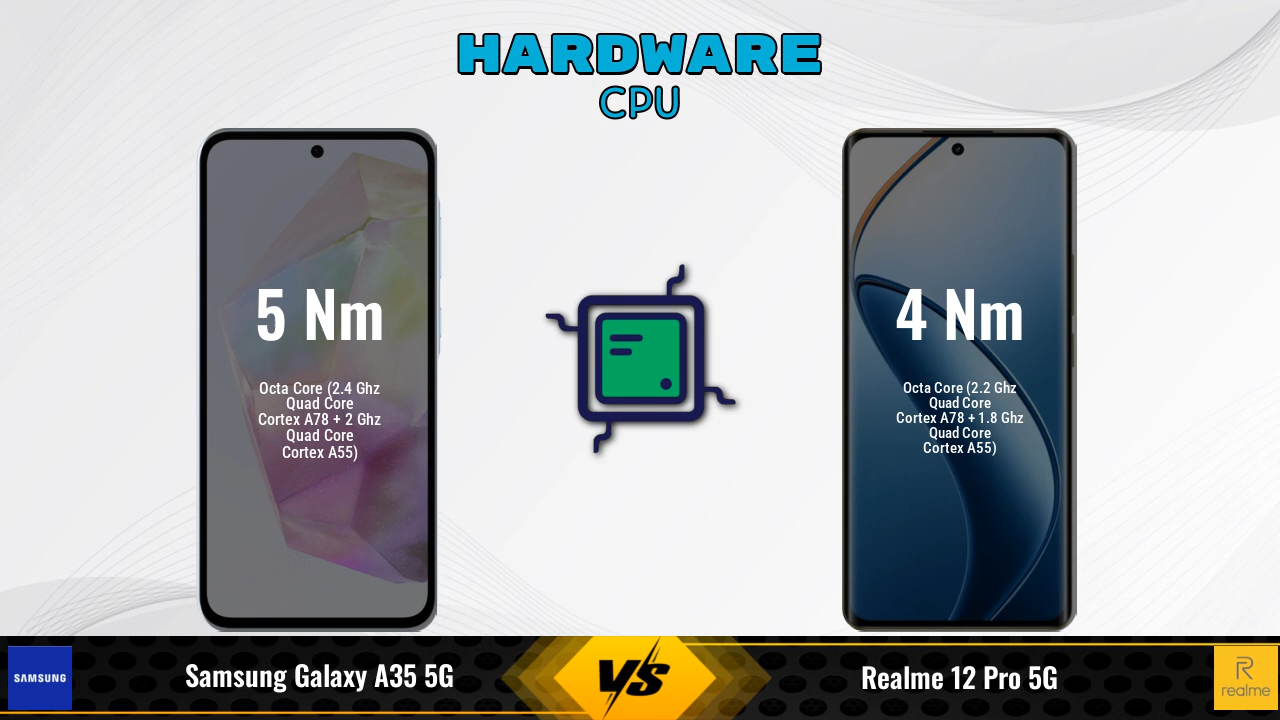 HARDWARE
CPU
5 Nm
Octa Core (2.4 Ghz
Quad Core
Cortex A78 + 2 Ghz
Quad Core
Cortex A55)
4 Nm
Octa Core (2.2 Ghz
Quad Core
Cortex A78 + 1.8 Ghz
Quad Core
Cortex A55)
SAMSUNG
Samsung Galaxy A35 5G
VS
Realme 12 Pro 5G
R
realme